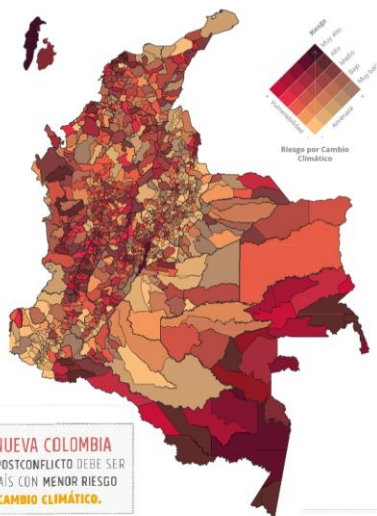 Riesgo
Muy alto
Alto
Medio
Bajo
Muy bajo
Vulnerabilidad
Amenaza
Riesgo por Cambio
Climático
NUEVA COLOMBIA
POSTCONFLICTO DEBE SER
AÍS CON MENOR RIESGO
CAMBIO CLIMÁTICO.